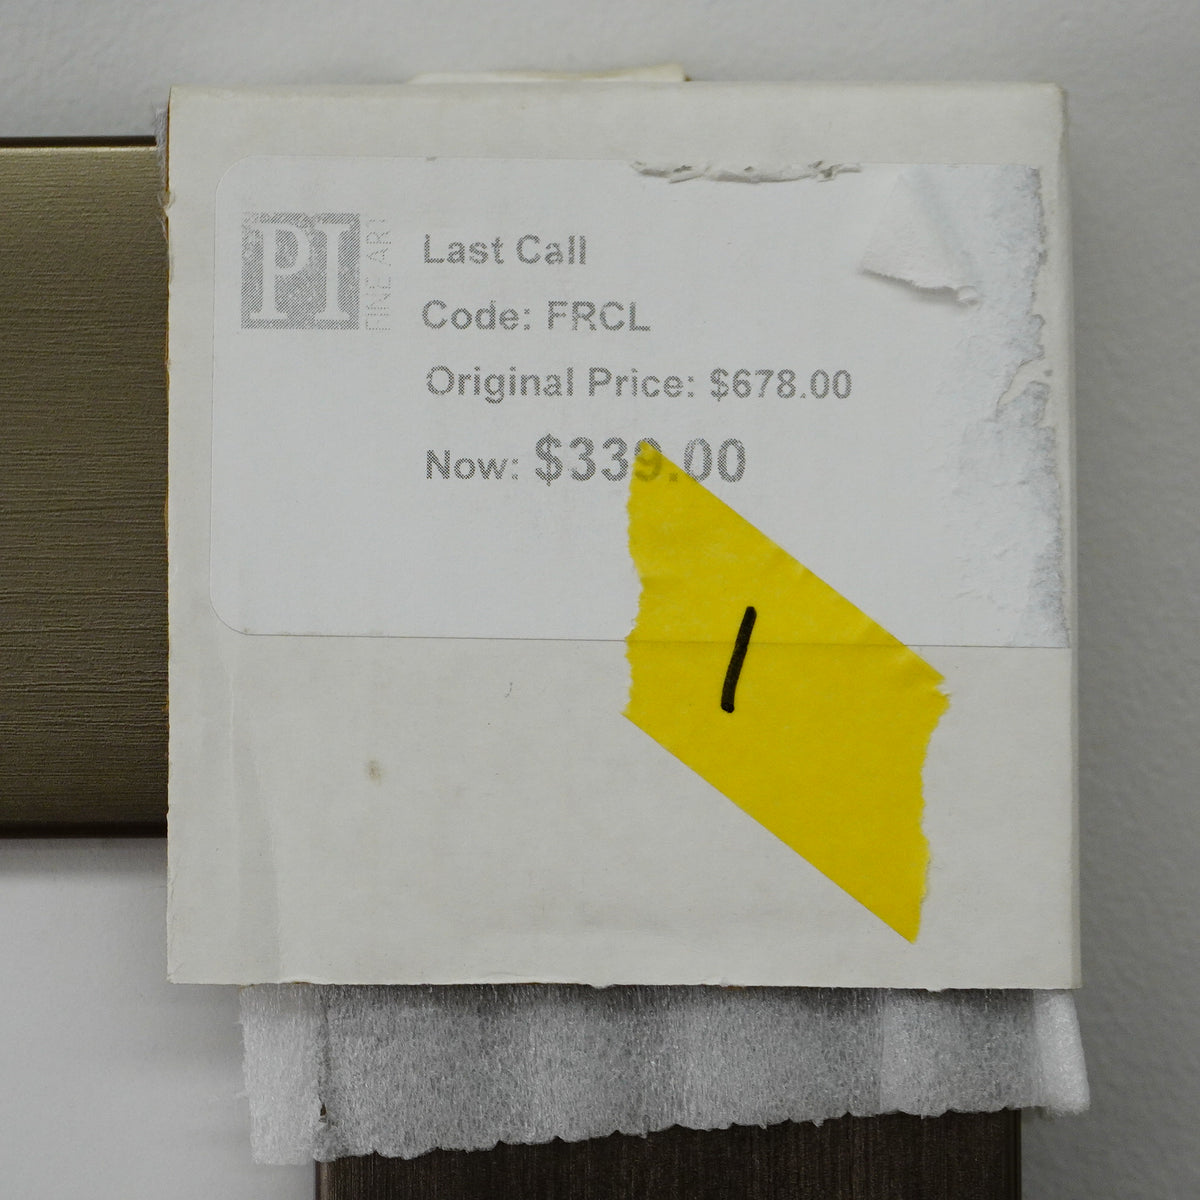 PI
FINE ART
Last Call
Code: FRCL
Original Price: $678.00
Now: $339.00
1